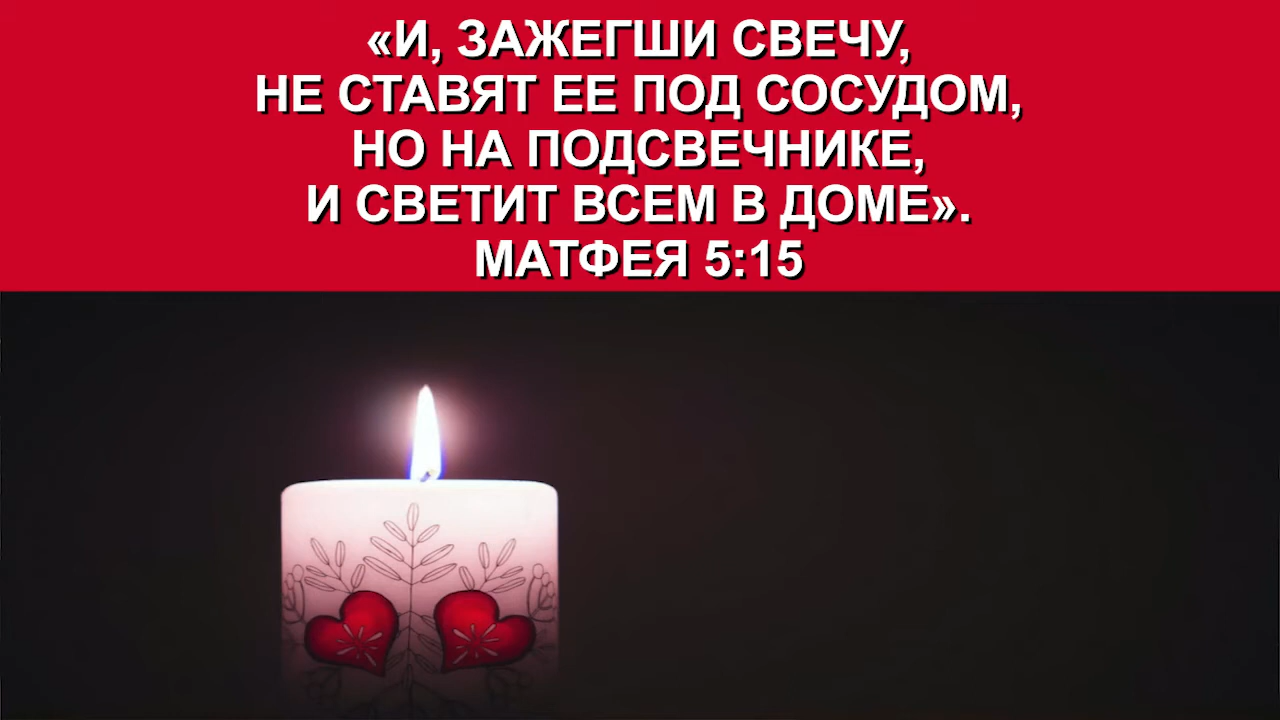 «И, ЗАЖЕГШИ СВЕЧУ,
НЕ СТАВЯТ ЕЕ ПОД СОСУДОМ,
НО НА ПОДСВЕЧНИКЕ,
И СВЕТИТ ВСЕМ В ДОМЕ».
МАТФЕЯ 5:15